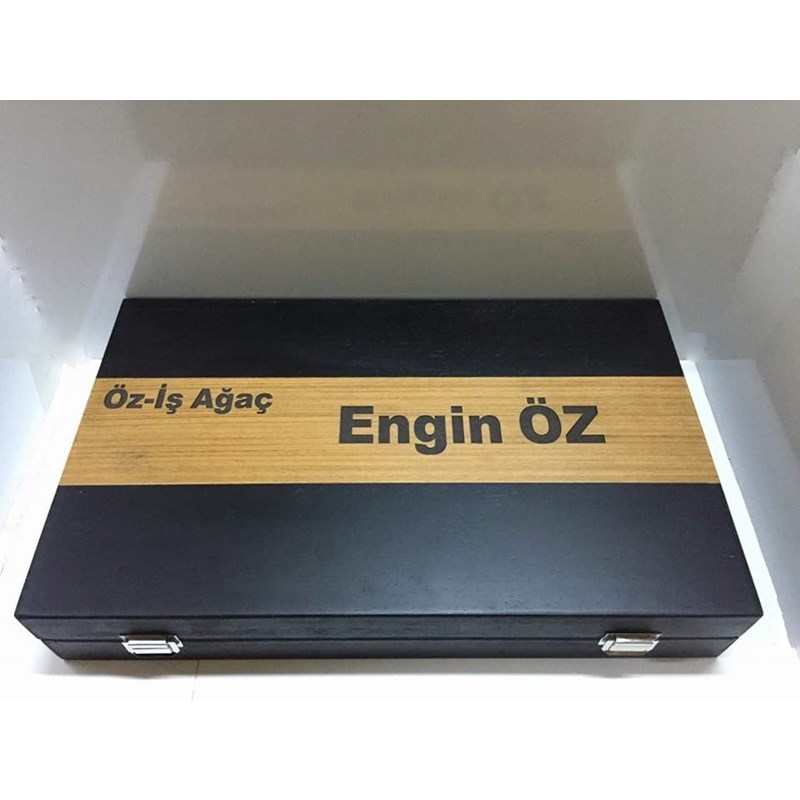 Öz-İş Ağaç
Engin ÖZ